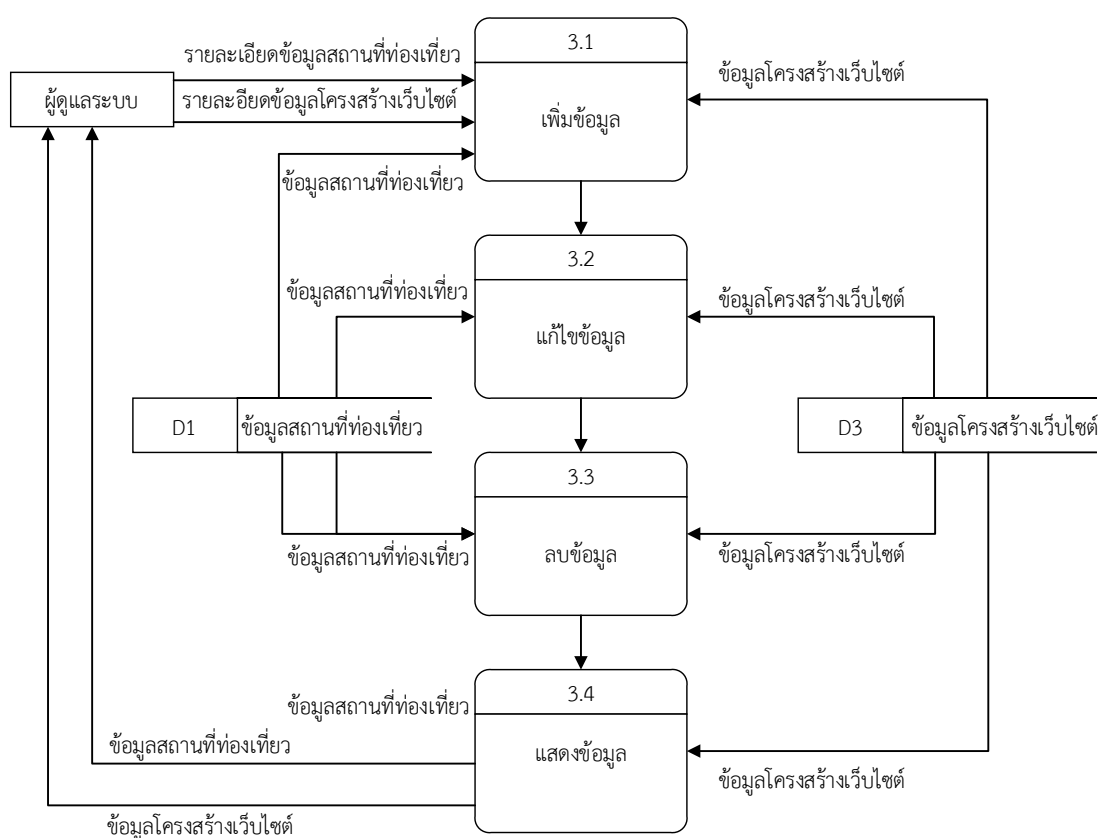 3.1
รายละเอียดข้อมูลสถานที่ท่องเที่ยว
ข้อมูลโครงสร้างเว็บไซต์
ผู้ดูแลระบบ
รายละอียดข้อมูลโครงสร้างเว็บไซต์
เพิ่มข้อมูล
ข้อมูลสถานที่ท่องเที่ยว
3.2
ข้อมูลสถานที่ท่องเที่ยว
ข้อมูลโครงสร้างเว็บไซต์
แก้ไขข้อมูล
D1
ข้อมูลสถานที่ท่องเที่ยว
D3
ข้อมูลโครงสร้างเว็บไซต์
3.3
ลบข้อมูล
ข้อมูลสถานที่ท่องเที่ยว
ข้อมูลโครงสร้างเว็บไซต์
3.4
ข้อมูลสถานที่ท่องเที่ยว
ข้อมูลสถานที่ท่องเที่ยว
แสดงข้อมูล
ข้อมูลโครงสร้างเว็บไซต์
ข้อมูลโครงสร้างเว็บไซต์